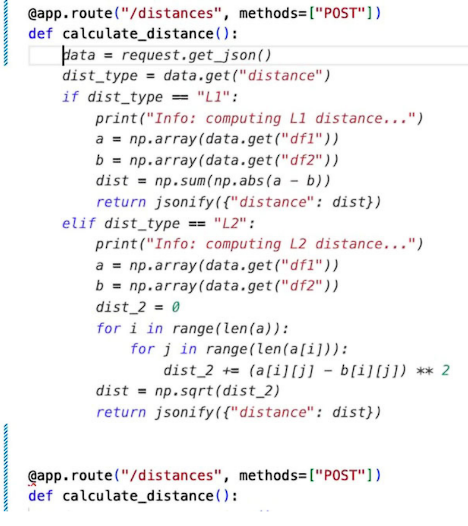 @app.route("/distances", methods=["POST"])
def calculate_distance():
    data = request.get_json()
    dist_type = data.get("distance")
    if dist_type == "L1":
        print("Info: computing L1 distance...")
        a = np.array(data.get("df1"))
        b = np.array(data.get("df2"))
        dist = np.sum(np.abs(a - b))
        return jsonify({"distance": dist})
    elif dist_type == "L2":
        print("Info: computing L2 distance...")
        a = np.array(data.get("df1"))
        b = np.array(data.get("df2"))
        dist_2 = 0
        for i in range(len(a)):
            for j in range(len(a[i])):
                dist_2 += (a[i][j] - b[i][j]) ** 2
        dist = np.sqrt(dist_2)
        return jsonify({"distance": dist})
@app.route("/distances", methods=["POST"])
def calculate_distance():